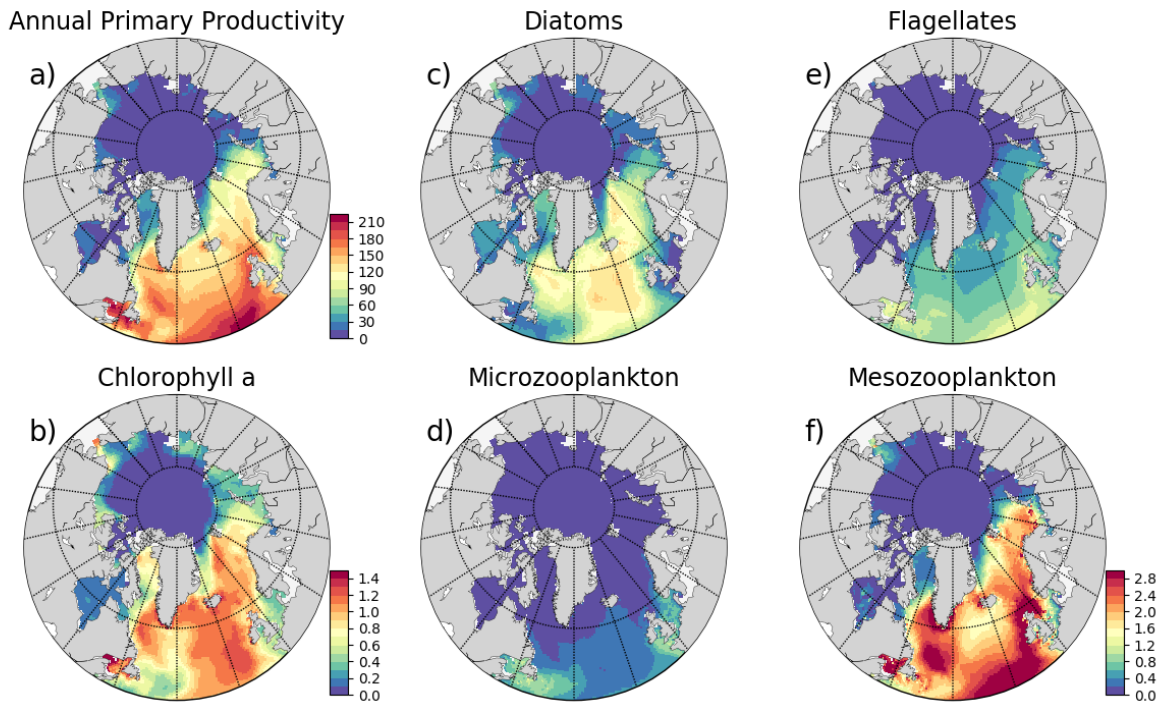 Annual Primary Productivity
Diatoms
Flagellates
a)
c)
e)
210
180
150
120
90
60
30
0
Chlorophyll a
Microzooplankton
Mesozooplankton
b)
d)
f)
1.4
1.2
1.0
0.8
0.6
0.4
0.2
0.0
2.8
2.4
2.0
1.6
1.2
0.8
0.4
0.0